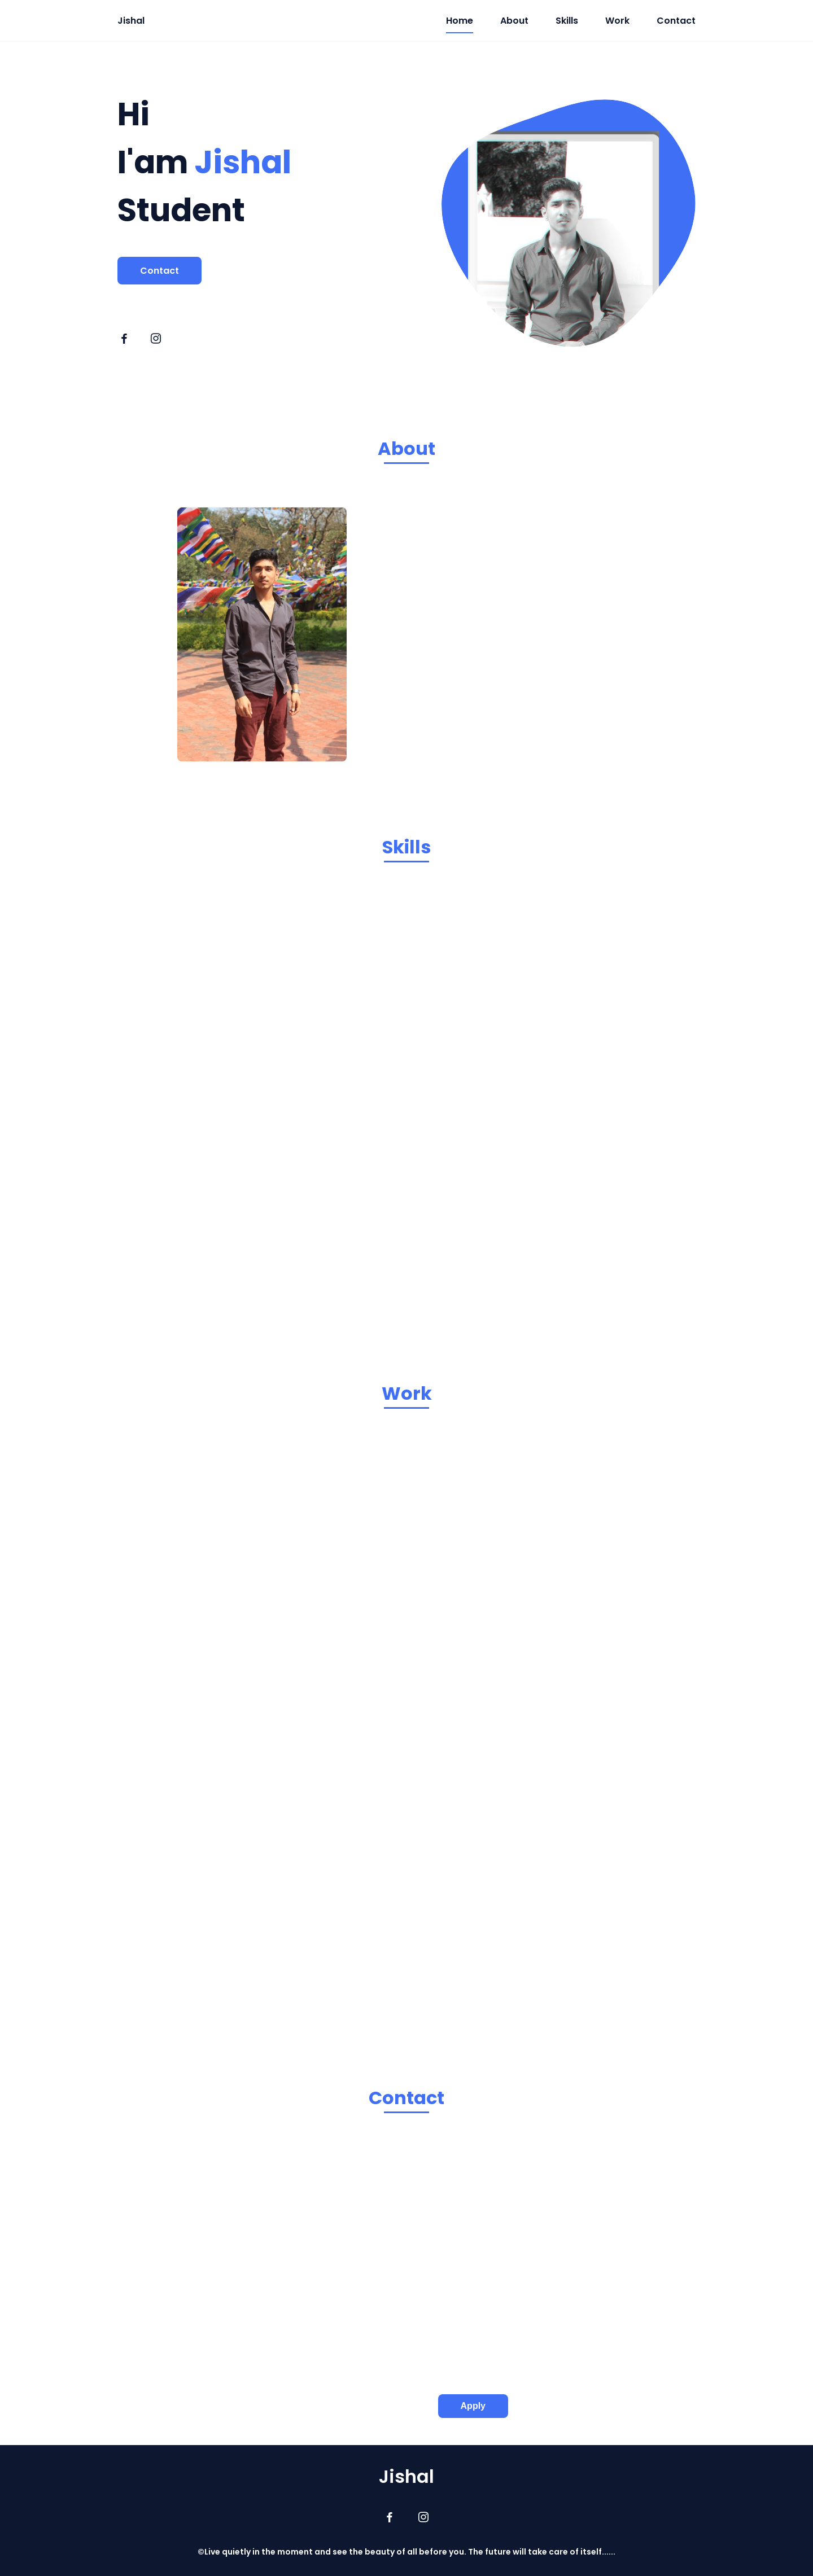 Jishal
Home About Skills Work Contact
Hi
I'am Jishal
Student
Contact
About
Skills
Work
Contact
Apply
Jishal
©Live quietly in the moment and see the beauty of all before you. The future will take care of itself......